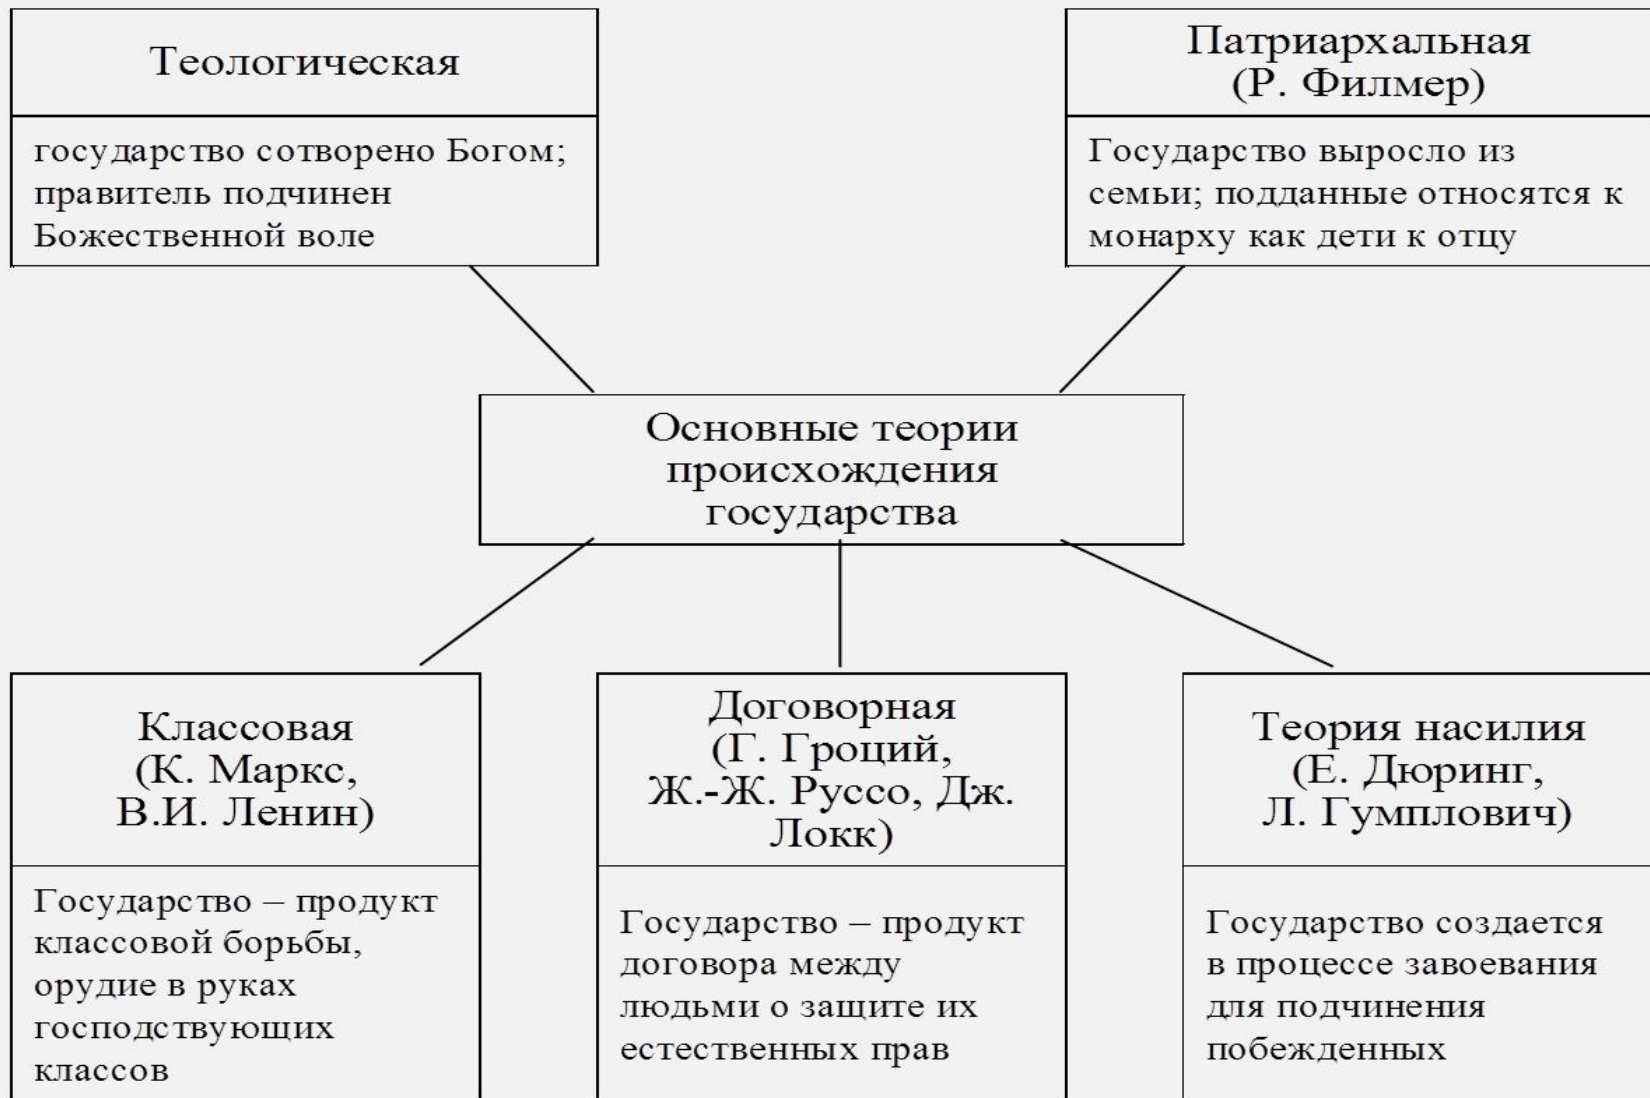 Теологическая
государство сотворено Богом;
правитель подчинен
Божественной воле
Патриархальная
(Р. Филмер)
Государство выросло из
семьи; подданные относятся к
монарху как дети к отцу
Основные теории
происхождения
государства
Классовая
(К. Маркс,
В.И. Ленин)
Государство – продукт
классовой борьбы,
орудие в руках
господствующих
классов
Договорная
(Г. Гроций,
Ж.-Ж. Руссо, Дж.
Локк)
Государство – продукт
договора между
людьми о защите их
естественных прав
Теория насилия
(Е. Дюринг,
Л. Гумплович)
Государство создается
в процессе завоевания
для подчинения
побежденных